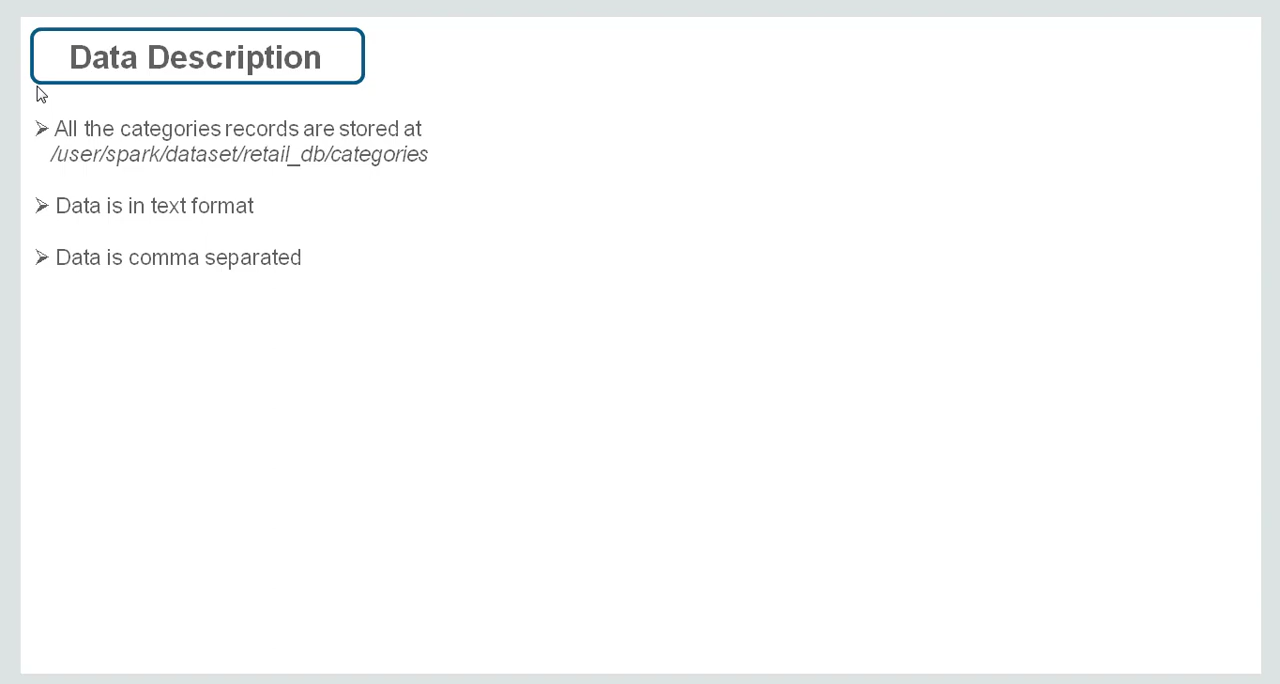 Data Description
➢ All the categories records are stored at
/user/spark/dataset/retail_db/categories
➢ Data is in text format
➢ Data is comma separated